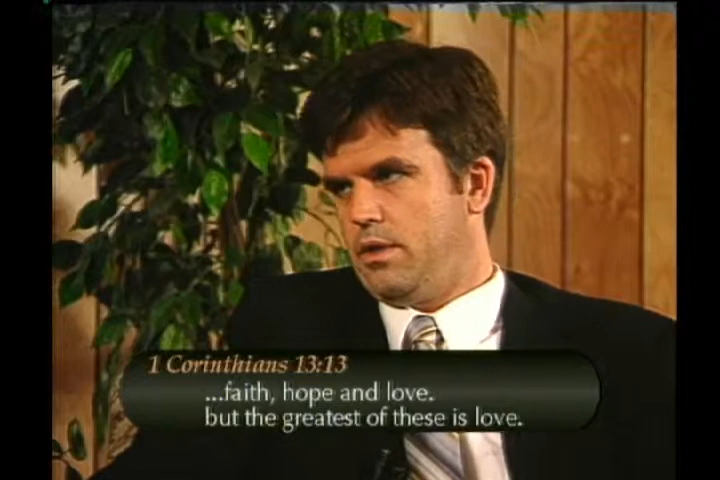 1 Corinthians 13:13
...faith, hope and love.
but the greatest of these is love.